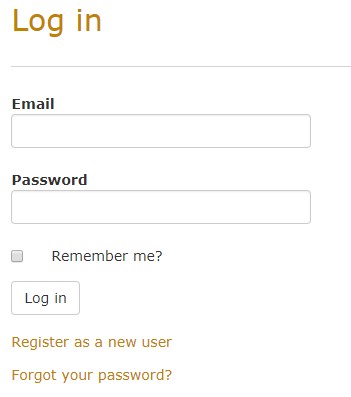 Log in
Email
Password
Remember me?
Log in
Register as a new user
Forgot your password?